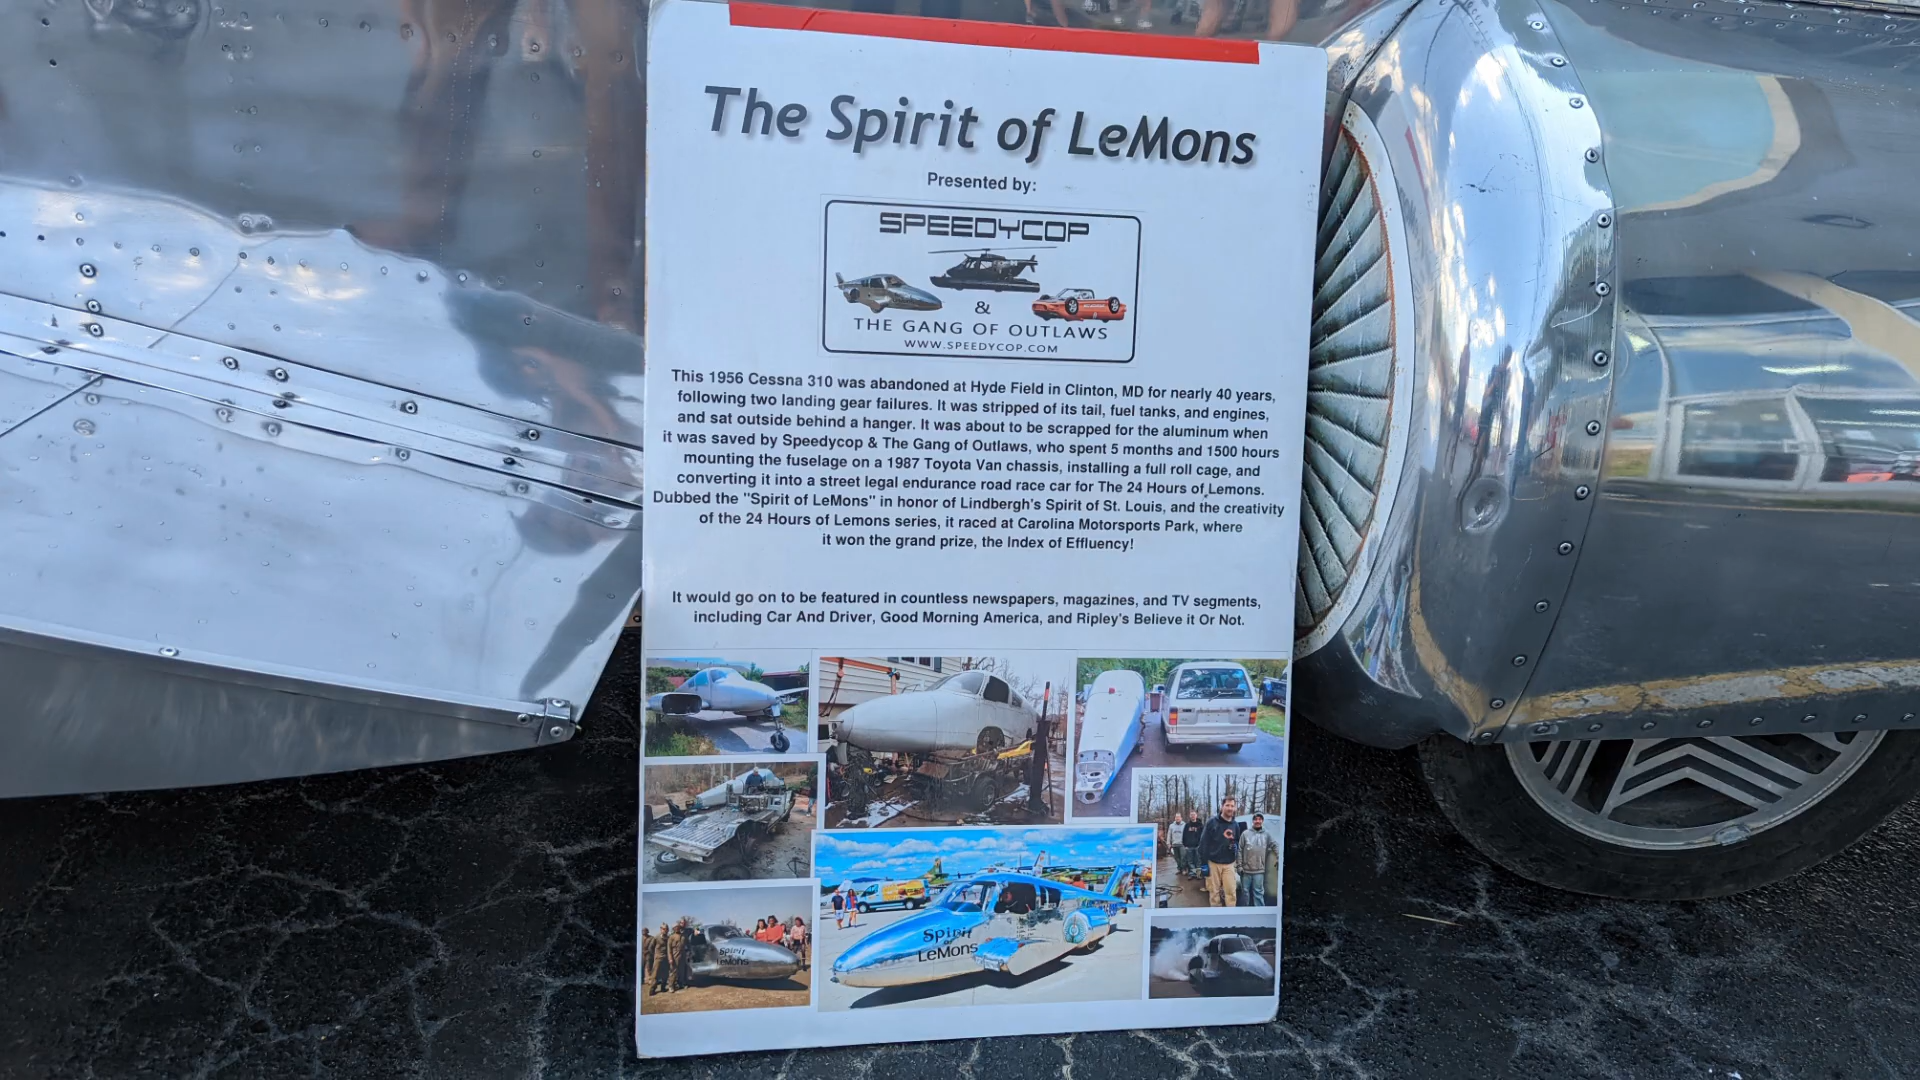 The Spirit of LeMons
Presented by:
SPEEDYCOP
&
THE GANG OF OUTLAWS
WWW.SPEEDYCOP.COM
This 1956 Cessna 310 was abandoned at Hyde Field in Clinton, MD for nearly 40 years,
following two landing gear failures. It was stripped of its tail, fuel tanks, and engines,
and sat outside behind a hanger. It was about to be scrapped for the aluminum when
it was saved by Speedycop & The Gang of Outlaws, who spent 5 months and 1500 hours
mounting the fuselage on a 1987 Toyota Van chassis, installing a full roll cage, and
converting it into a street legal endurance road race car for The 24 Hours of Lemons.
Dubbed the "Spirit of LeMons" in honor of Lindbergh's Spirit of St. Louis, and the creativity
of the 24 Hours of Lemons series, it raced at Carolina Motorsports Park, where
it won the grand prize, the Index of Effluency!
It would go on to be featured in countless newspapers, magazines, and TV segments,
including Car And Driver, Good Morning America, and Ripley's Believe it Or Not.
Spirit
of
LeMons
Spirit
of
LeMons